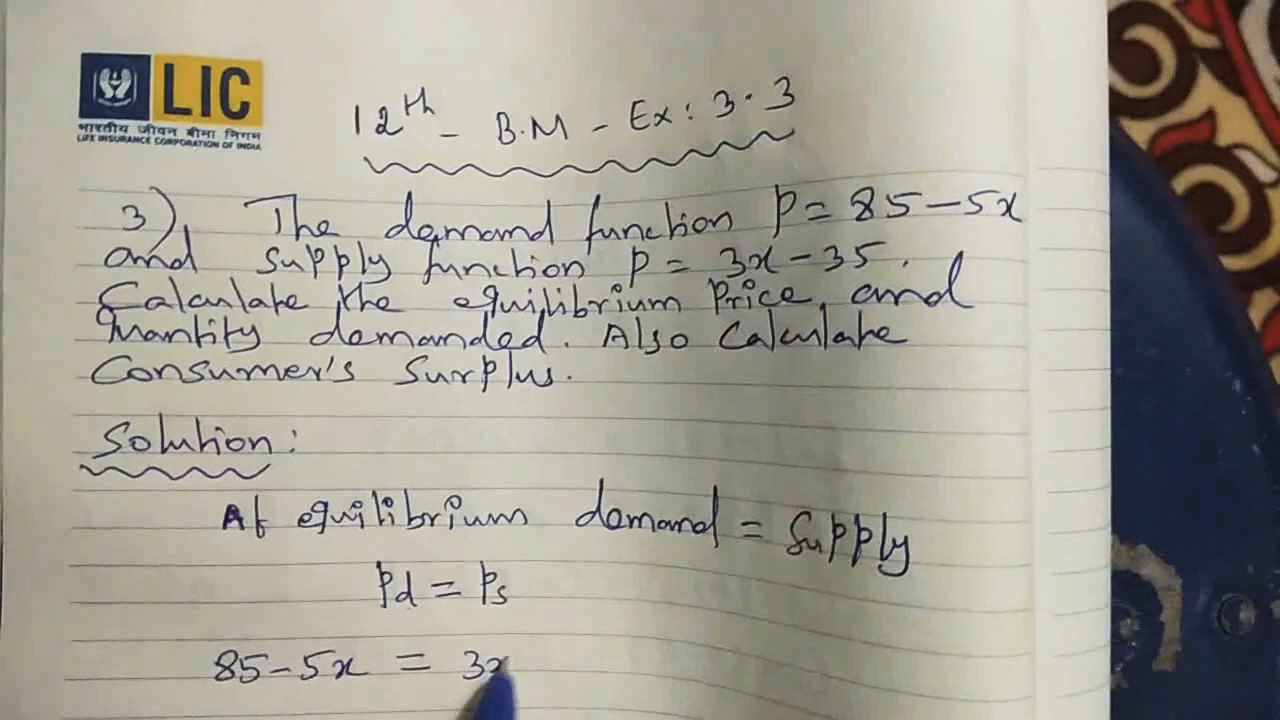 LIC
भारतीय जीवन बीमा निगम
LIFE INSURANCE CORPORATION OF INDIA
12th - B.M - Ex: 3.3
3). The demand function p = 85 - 5x
and supply function p = 3x - 35.
Calculate the equilibrium price and
quantity demanded. Also calculate
Consumer's Surplus.
Solution:
At equilibrium demand = Supply
Pd = Ps
85 - 5x = 3x